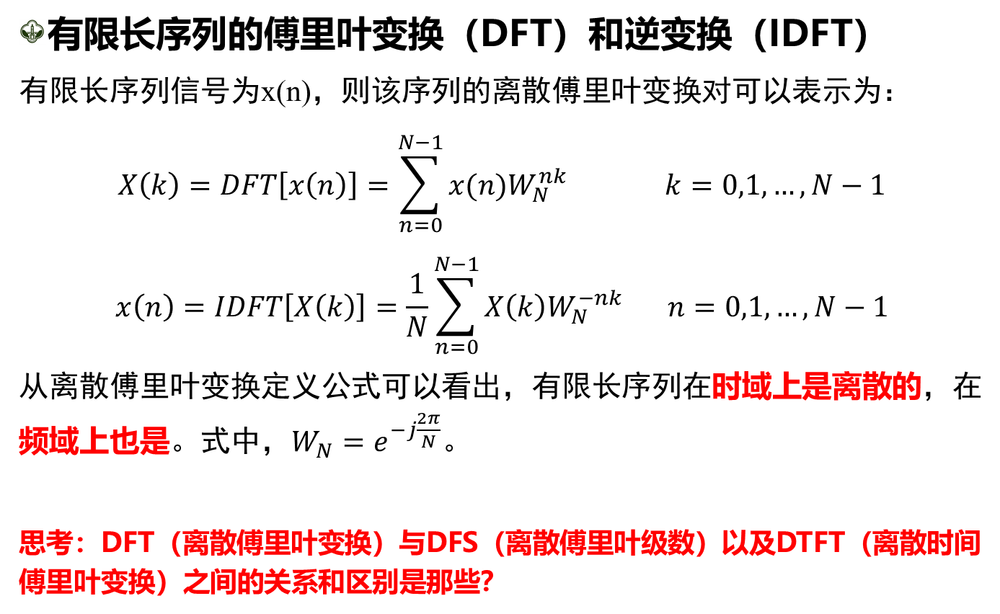 有限长序列的傅里叶变换（DFT）和逆变换（IDFT）
有限长序列信号为x(n)，则该序列的离散傅里叶变换对可以表示为：
$X(k) = DFT[x(n)] = \sum_{n=0}^{N-1} x(n)W_N^{nk}$ $k = 0,1,\ldots,N-1$
$x(n) = IDFT[X(k)] = \frac{1}{N}\sum_{n=0}^{N-1} X(k)W_N^{-nk}$ $n = 0,1,\ldots,N-1$
从离散傅里叶变换定义公式可以看出，有限长序列在时域上是离散的，在
频域上也是。式中，$W_N = e^{-j\frac{2\pi}{N}}$。
思考：DFT（离散傅里叶变换）与DFS（离散傅里叶级数）以及DTFT（离散时间
傅里叶变换）之间的关系和区别是那些？